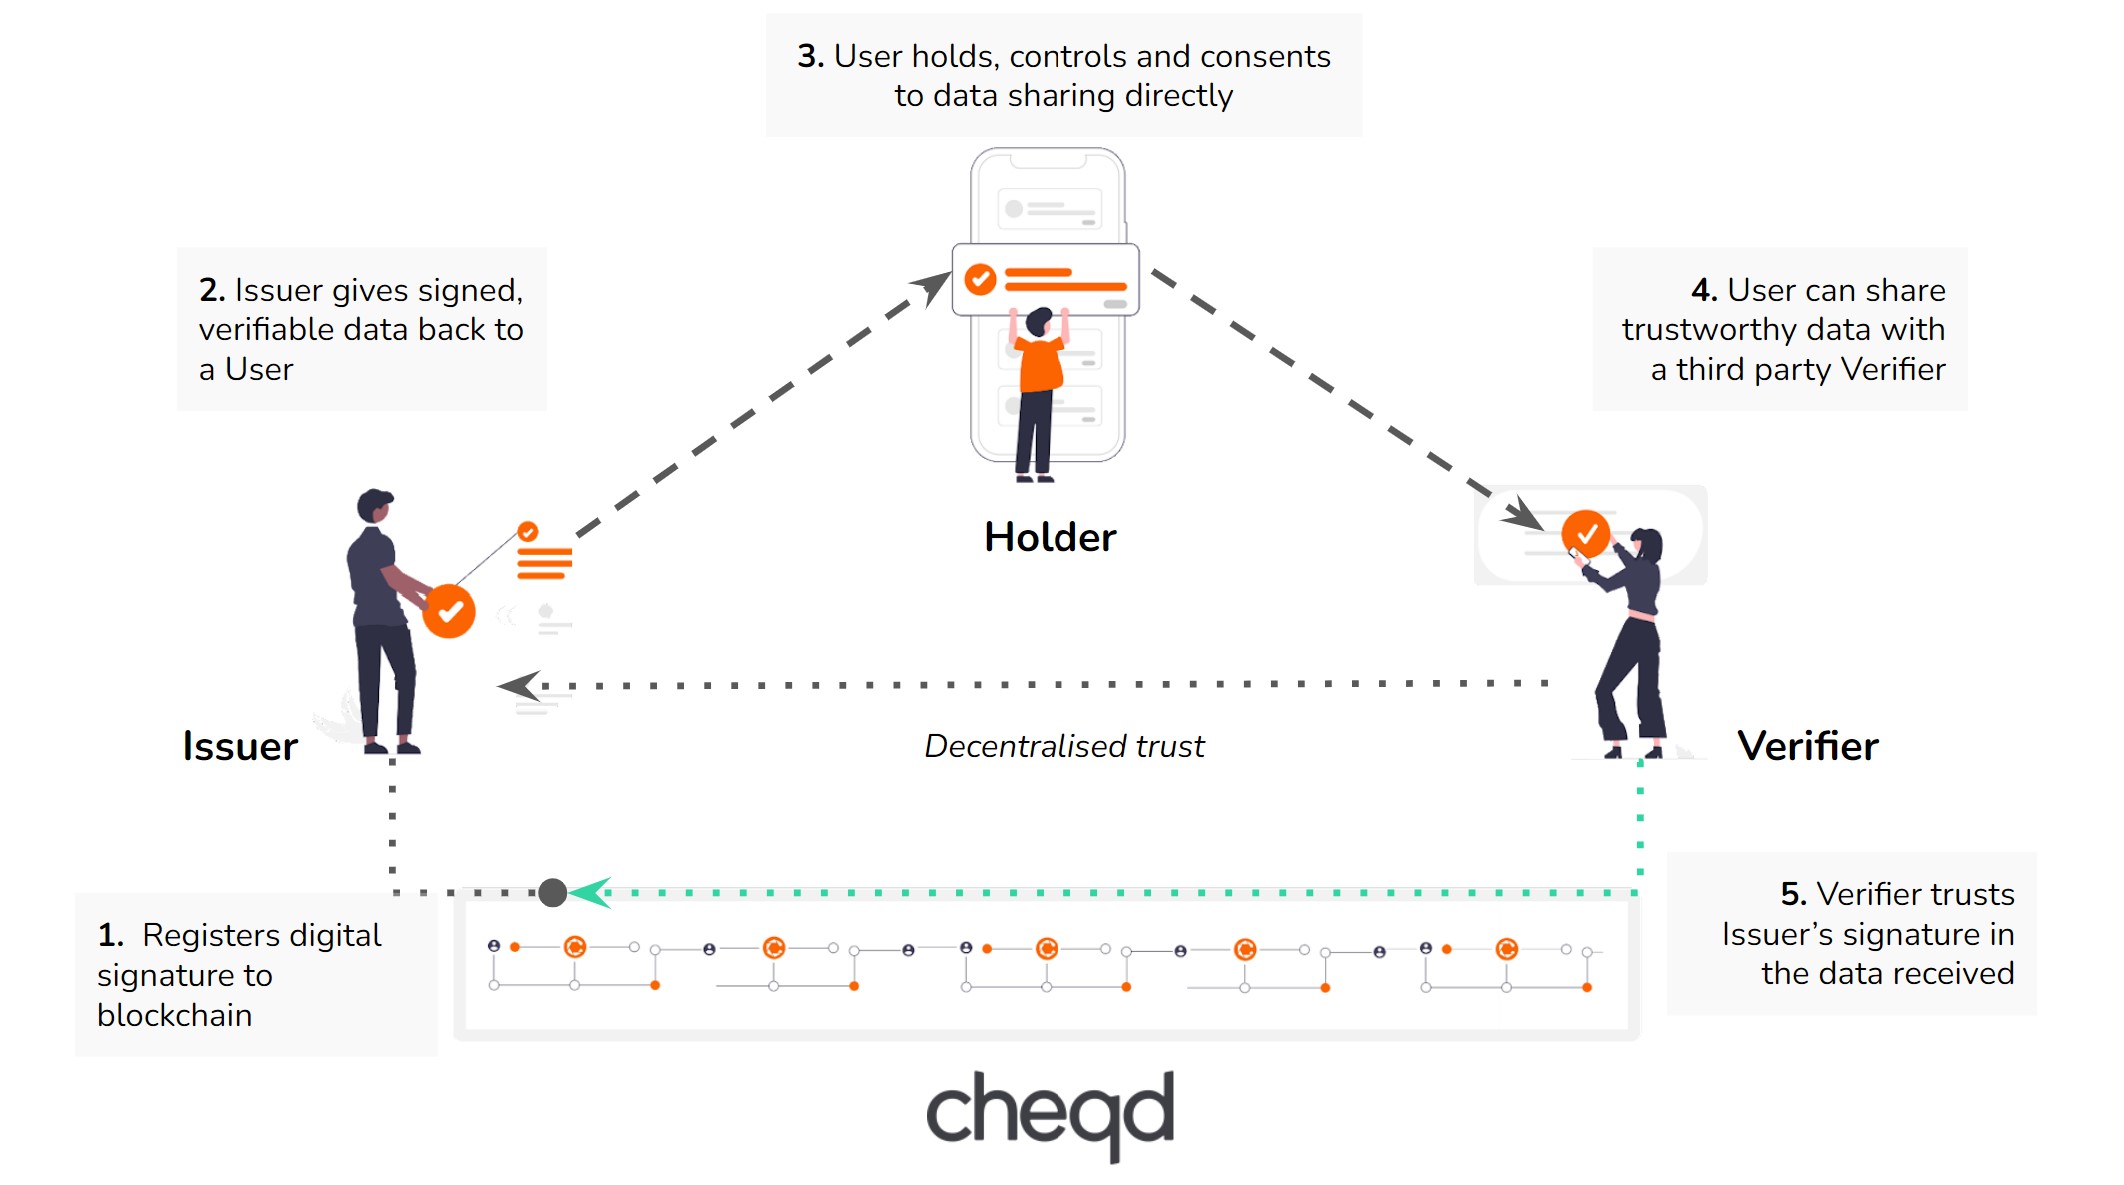 3. User holds, controls and consents
to data sharing directly
2. Issuer gives signed,
verifiable data back to
a User
4. User can share
trustworthy data with
a third party Verifier
Holder
Issuer
Decentralised trust
Verifier
1. Registers digital
signature to
blockchain
5. Verifier trusts
Issuer’s signature in
the data received
cheqd